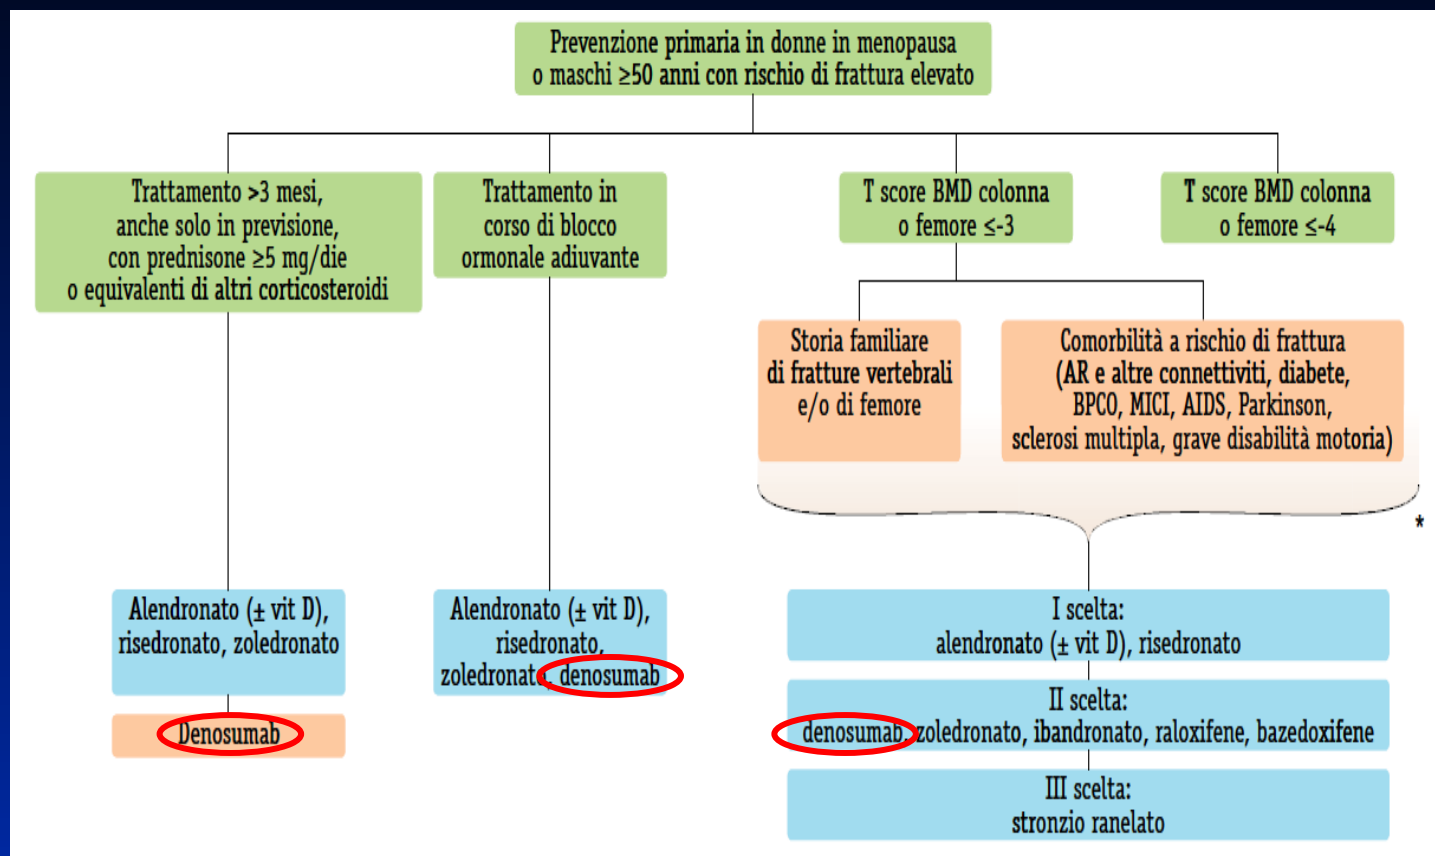 Prevenzione primaria in donne in menopausa
o maschi ≥50 anni con rischio di frattura elevato
Trattamento >3 mesi,
anche solo in previsione,
con prednisone ≥5 mg/die
o equivalenti di altri corticosteroidi
Trattamento in
corso di blocco
ormonale adiuvante
T score BMD colonna
o femore ≤-3
T score BMD colonna
o femore ≤-4
Storia familiare
di fratture vertebrali
e/o di femore
Comorbilità a rischio di frattura
(AR e altre connettiviti, diabete,
BPCO, MICI, AIDS, Parkinson,
sclerosi multipla, grave disabilità motoria)
*
Alendronato (± vit D),
risedronato, zoledronato
Denosumab
Alendronato (± vit D),
risedronato,
zoledronato, denosumab
I scelta:
alendronato (± vit D), risedronato
II scelta:
denosumab, zoledronato, ibandronato, raloxifene, bazedoxifene
III scelta:
stronzio ranelato